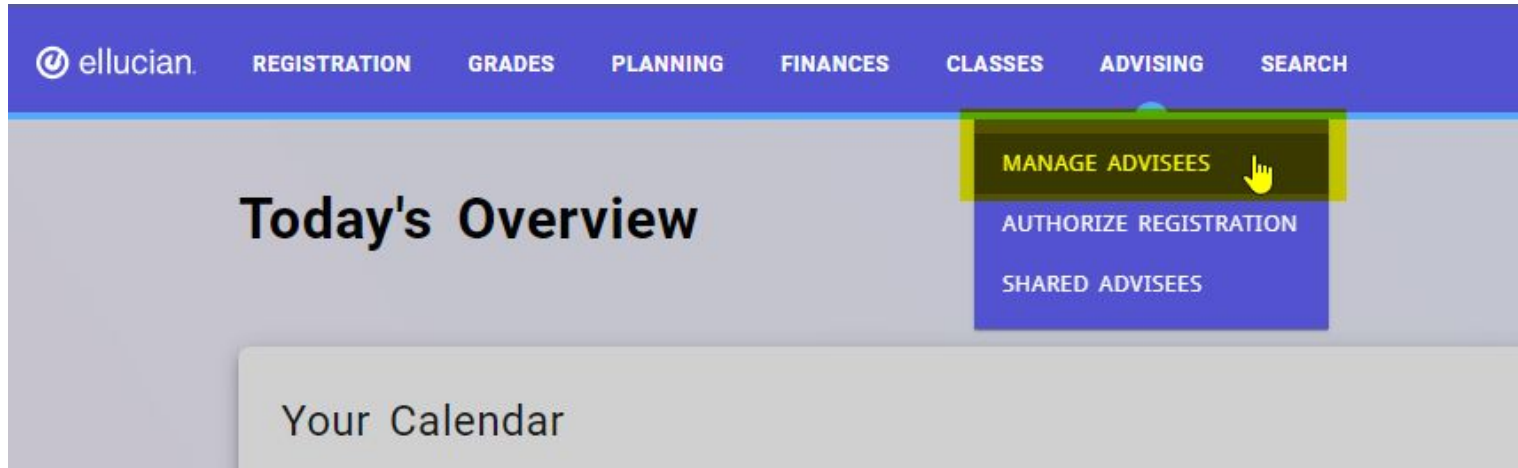 ellucian. REGISTRATION GRADES PLANNING FINANCES CLASSES ADVISING SEARCH
MANAGE ADVISEES
AUTHORIZE REGISTRATION
SHARED ADVISEES
Today's Overview
Your Calendar